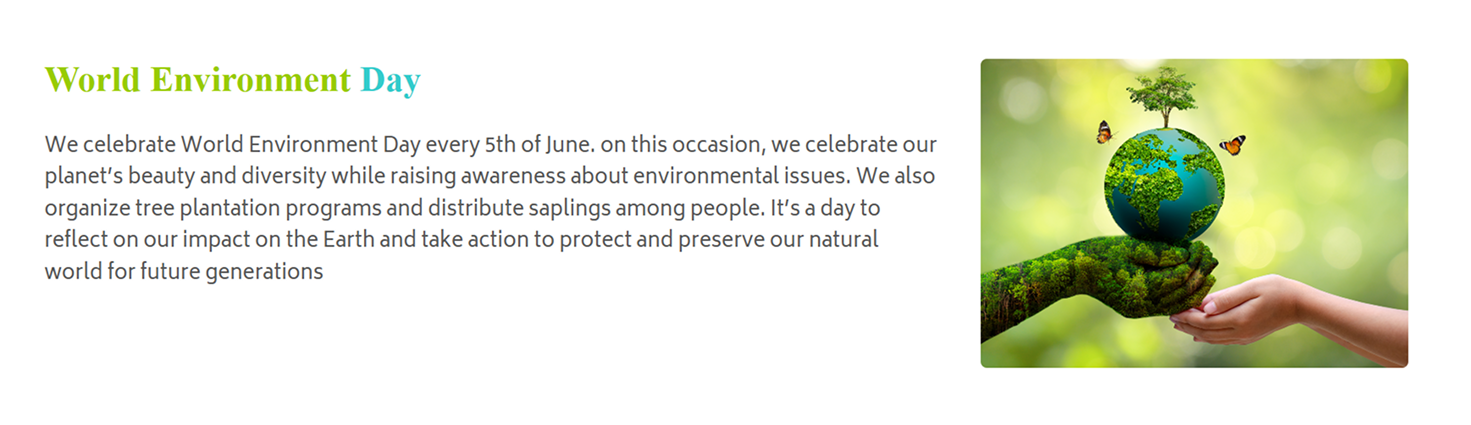 World Environment Day
We celebrate World Environment Day every 5th of June. on this occasion, we celebrate our
planet’s beauty and diversity while raising awareness about environmental issues. We also
organize tree plantation programs and distribute saplings among people. It’s a day to
reflect on our impact on the Earth and take action to protect and preserve our natural
world for future generations